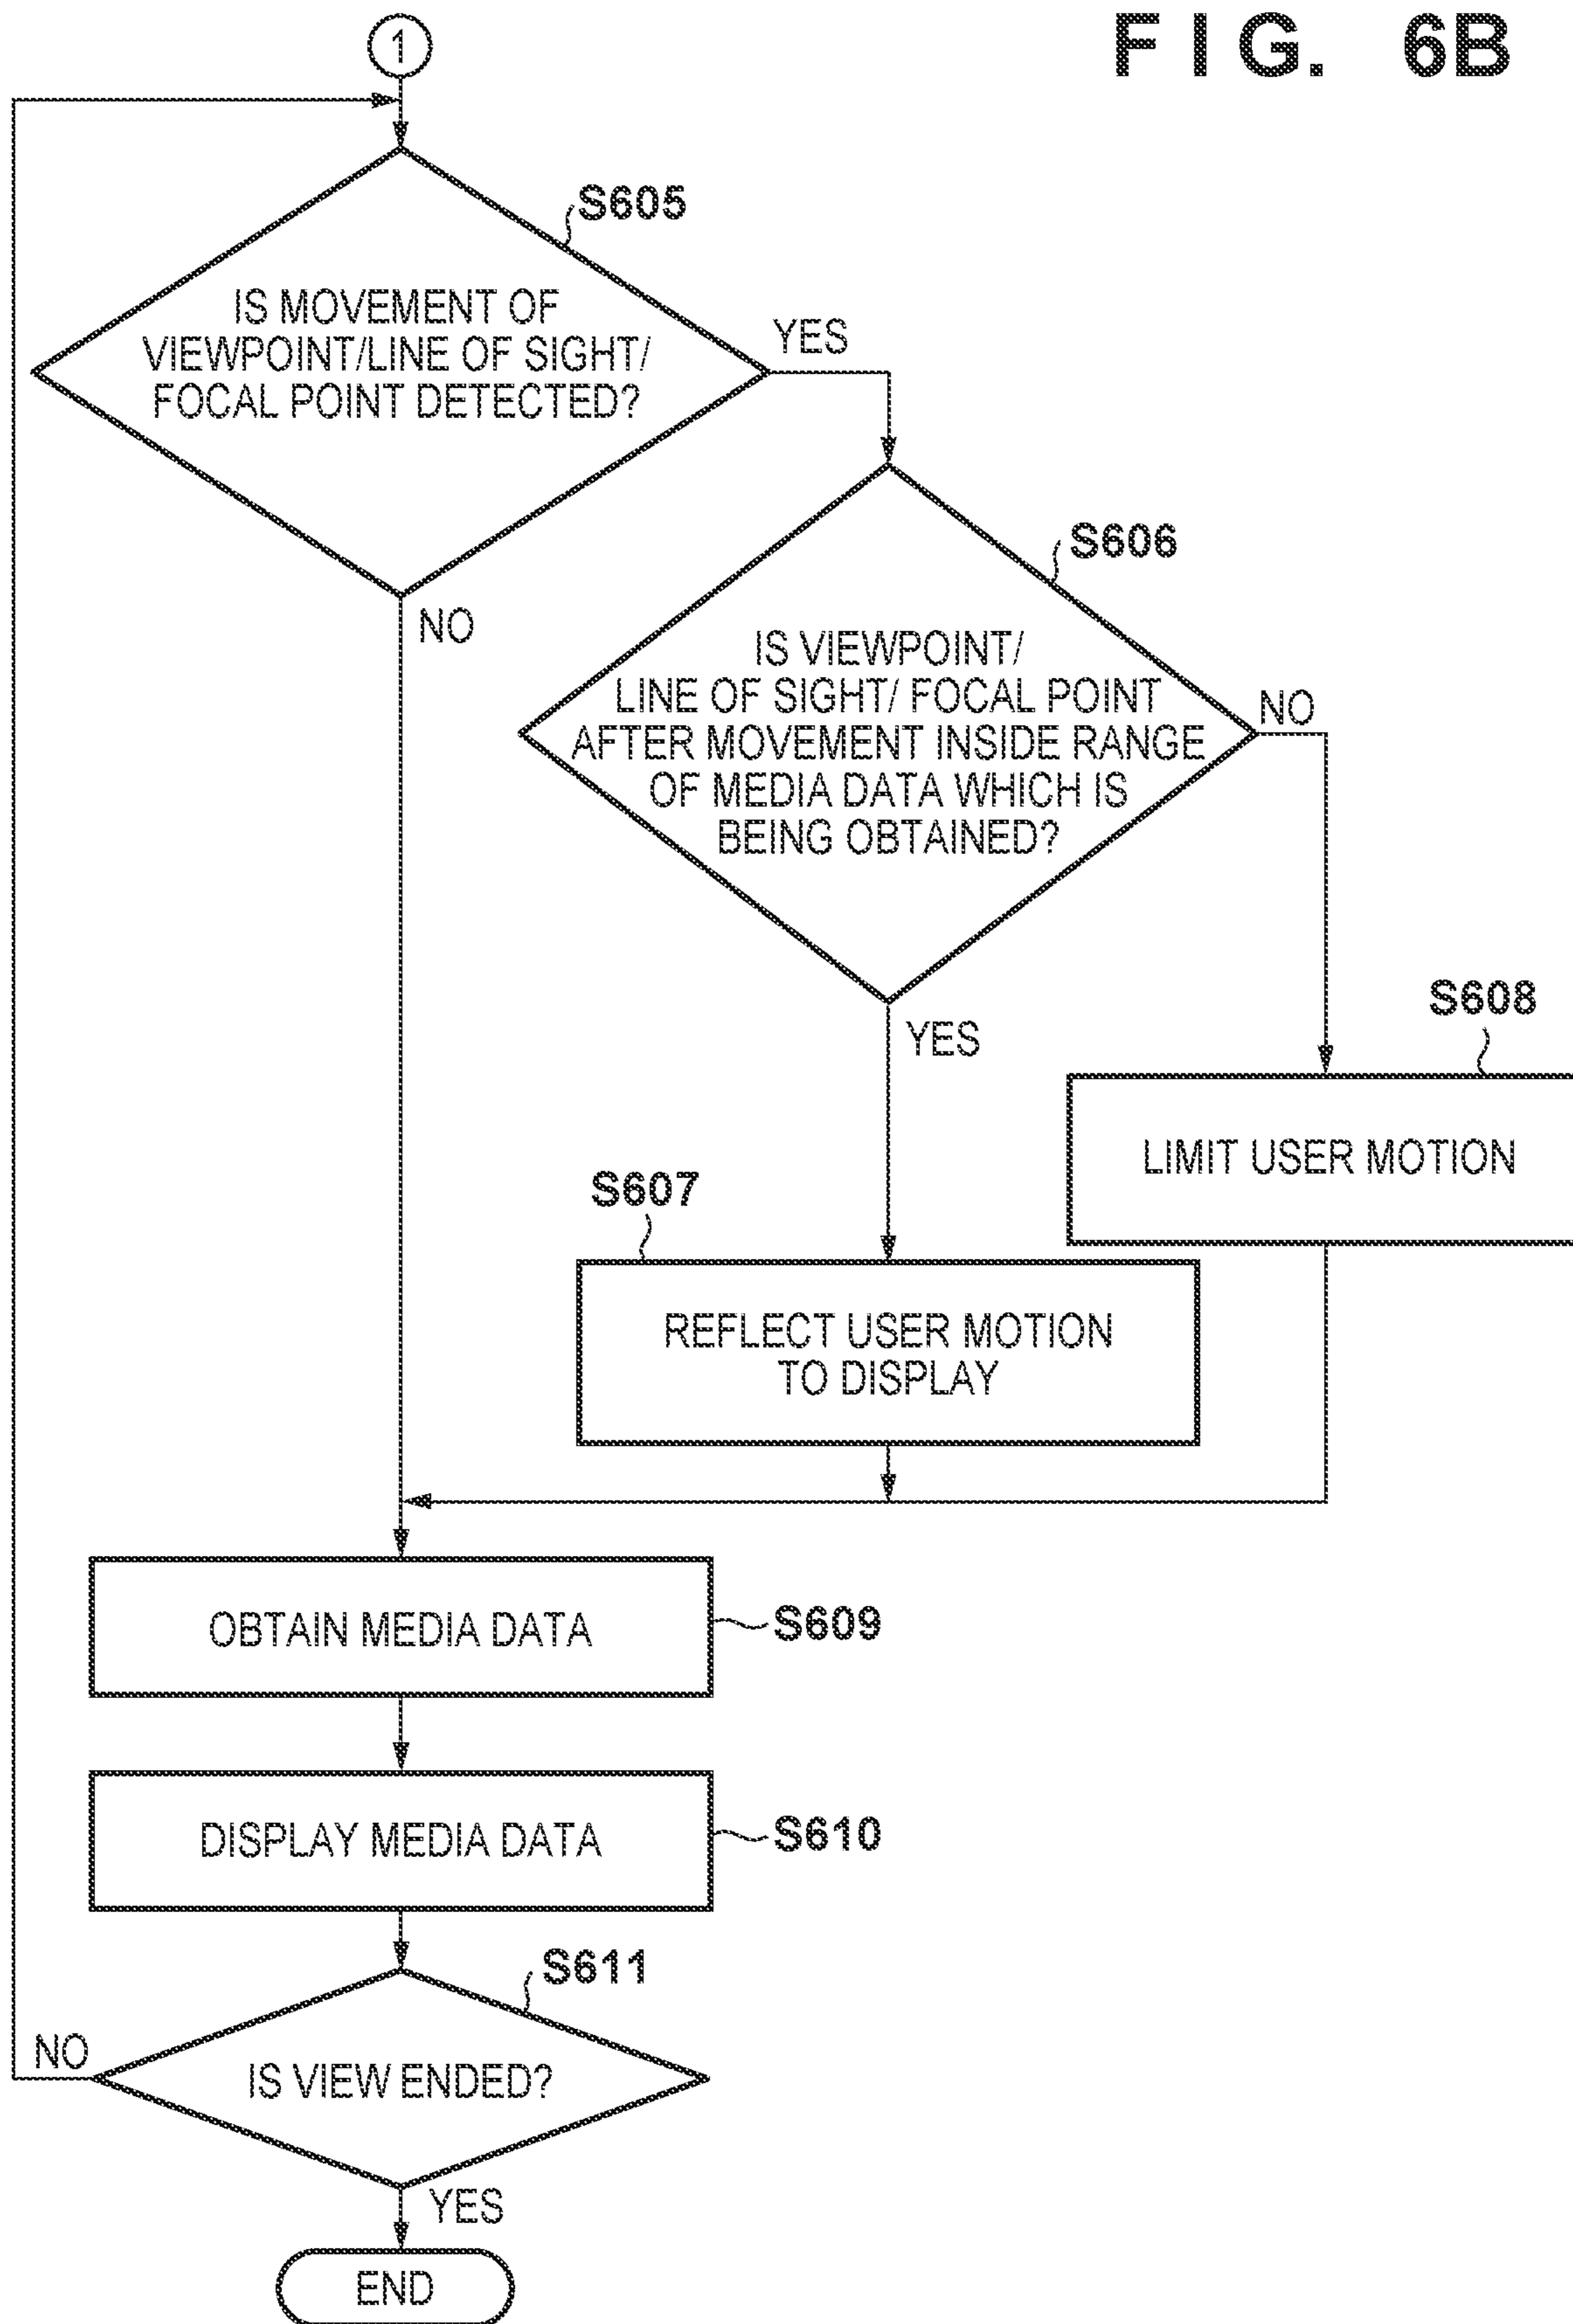 FIG. 6B
1
S605
IS MOVEMENT OF
VIEWPOINT/LINE OF SIGHT/
FOCAL POINT DETECTED?
YES
NO
S606
IS VIEWPOINT/
LINE OF SIGHT/ FOCAL POINT
AFTER MOVEMENT INSIDE RANGE
OF MEDIA DATA WHICH IS
BEING OBTAINED?
NO
YES
S608
LIMIT USER MOTION
S607
REFLECT USER MOTION
TO DISPLAY
OBTAIN MEDIA DATA
S609
DISPLAY MEDIA DATA
S610
S611
NO
IS VIEW ENDED?
YES
END